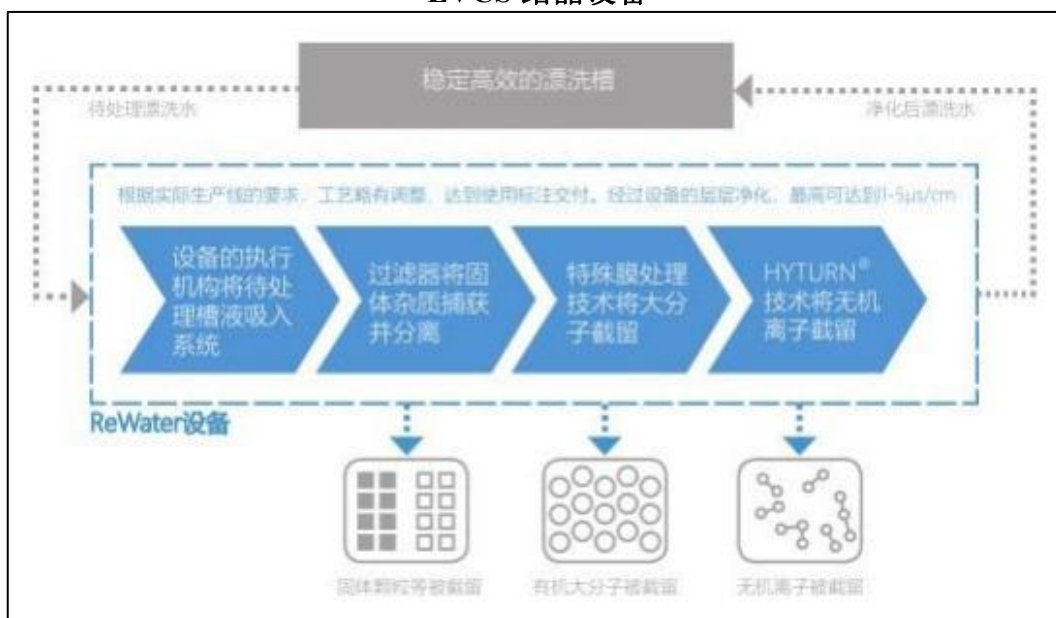 EVCS 结晶设备
稳定高效的漂洗槽
待处理漂洗水
净化后漂洗水
根据实际生产线的要求，工艺略有调整，达到使用标注交付。经过设备的层层净化，最高可达到1-5μs/cm
设备的执行
机构将待处
理槽液吸入
系统
过滤器将固
体杂质捕获
并分离
特殊膜处理
技术将大分
子截留
HYTURN®
技术将无机
离子截留
ReWater设备
固体颗粒等被截留
有机大分子被截留
无机离子被截留